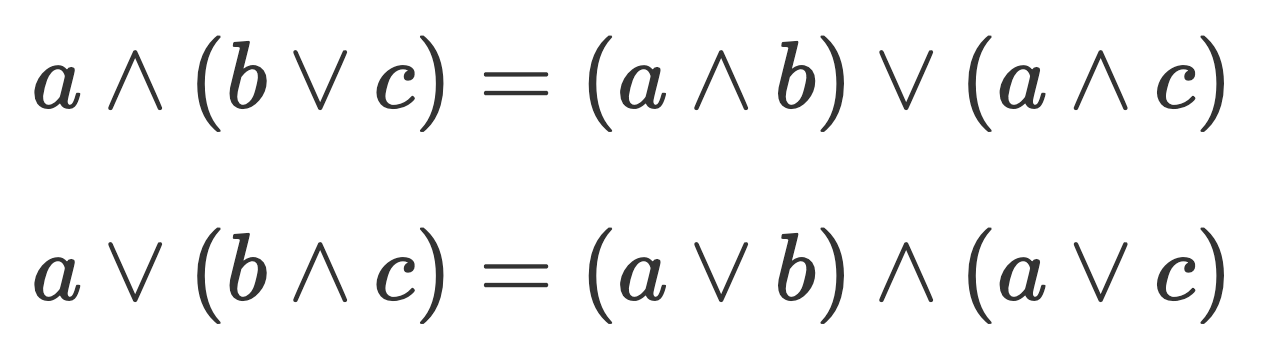 a ∧ (b ∨ c) = (a ∧ b) ∨ (a ∧ c)
a ∨ (b ∧ c) = (a ∨ b) ∧ (a ∨ c)